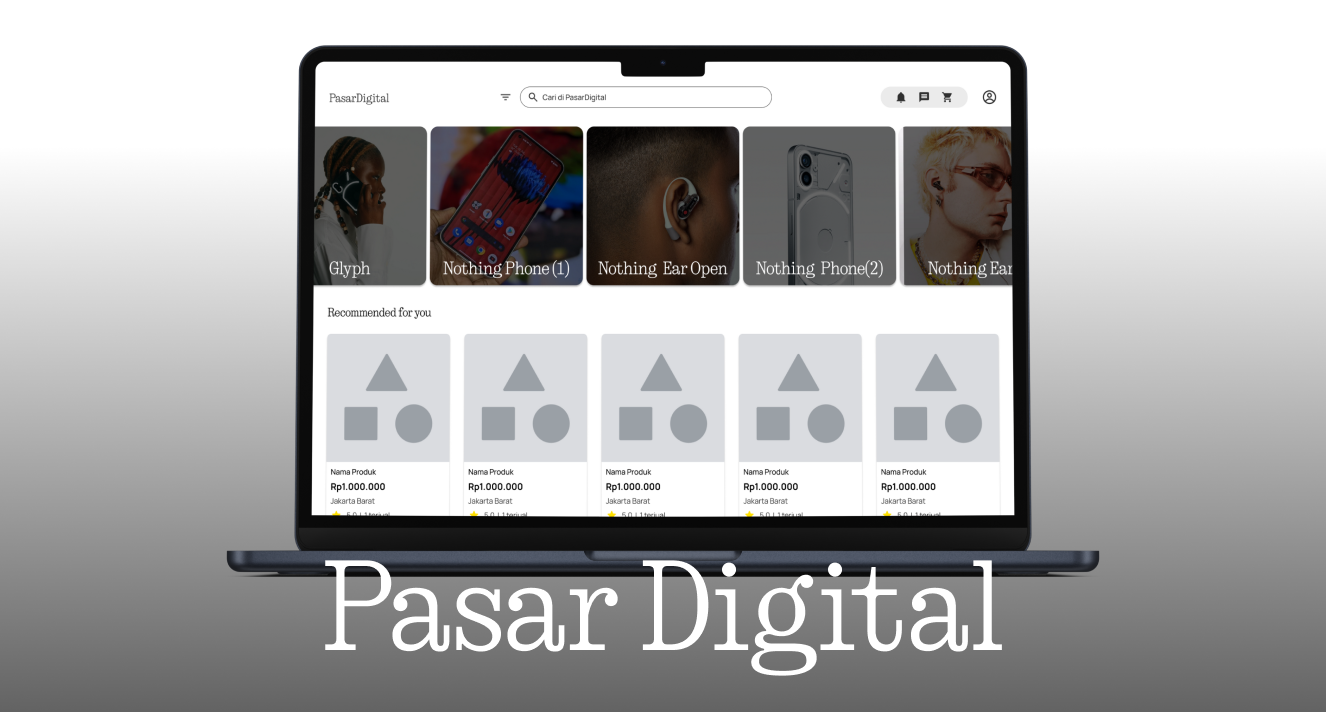 PasarDigital
Cari di PasarDigital
Glyph
Nothing Phone (1)
Nothing Ear Open
Nothing Phone(2)
Nothing Ear
Recommended for you
Nama Produk
Rp1.000.000
Jakarta Barat
5.0 | 1 terjual
Nama Produk
Rp1.000.000
Jakarta Barat
5.0 | 1 terjual
Nama Produk
Rp1.000.000
Jakarta Barat
5.0 | 1 terjual
Nama Produk
Rp1.000.000
Jakarta Barat
5.0 | 1 terjual
Nama Produk
Rp1.000.000
Jakarta Barat
5.0 | 1 terjual
Pasar Digital